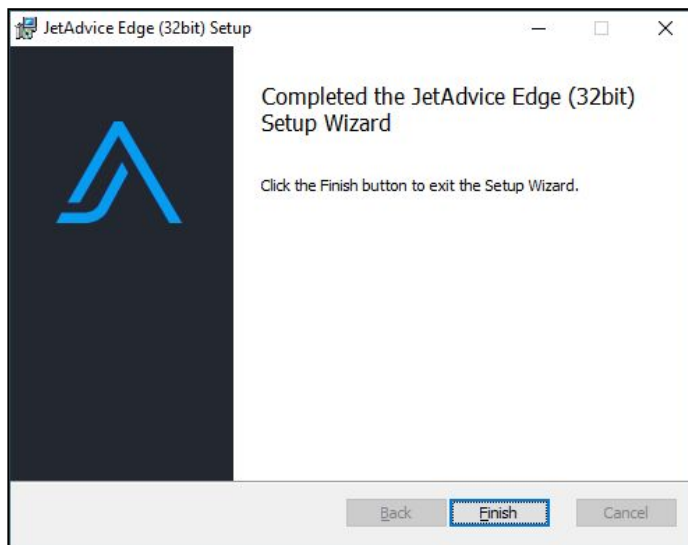 JetAdvice Edge (32bit) Setup
Completed the JetAdvice Edge (32bit)
Setup Wizard
Click the Finish button to exit the Setup Wizard.
Back Finish Cancel